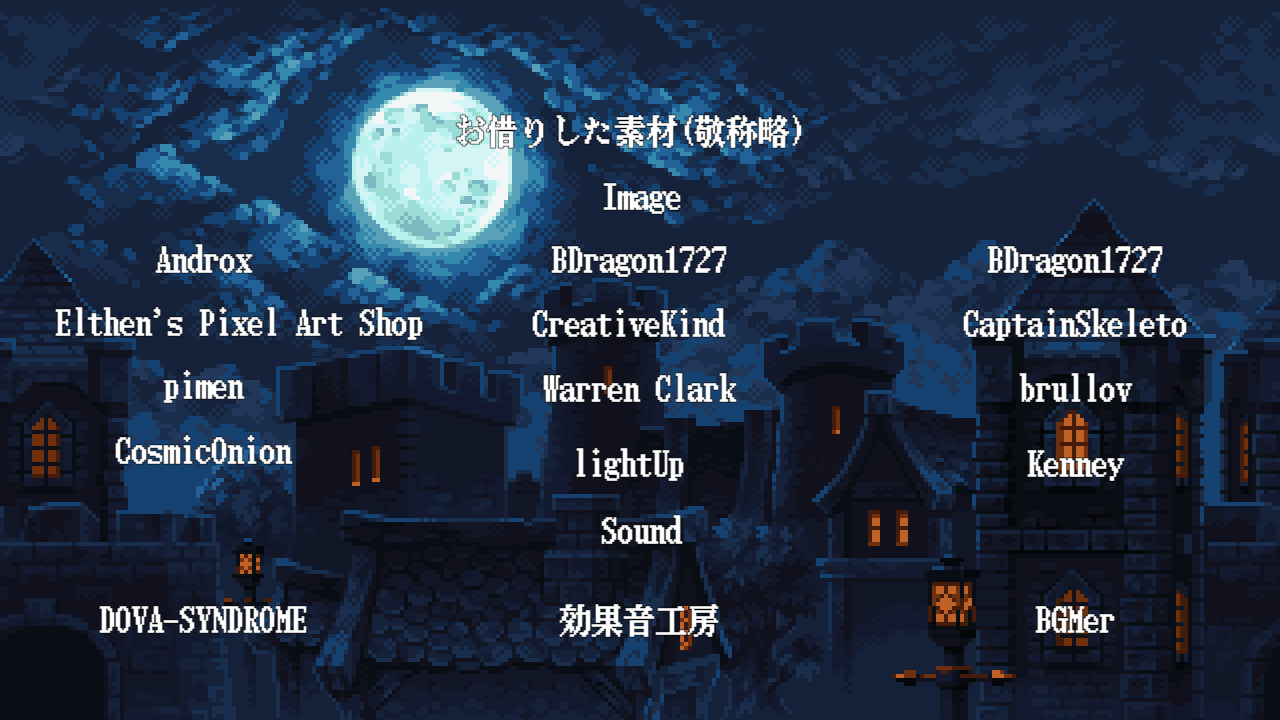 お借りした素材(敬称略)
Image
Androx
BDragon1727
BDragon1727
Elthen's Pixel Art Shop
CreativeKind
CaptainSkeleto
pimen
Warren Clark
brullov
CosmicOnion
lightUp
Kenney
Sound
DOVA-SYNDROME
効果音工房
BGMer